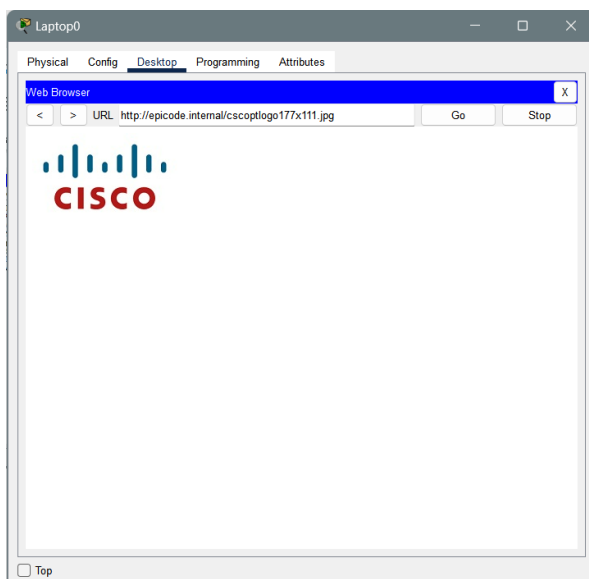 Laptop0
Physical Config Desktop Programming Attributes
Web Browser X
< > URL http://epicode.internal/cscoptlogo177x111.jpg Go Stop
CISCO
Top